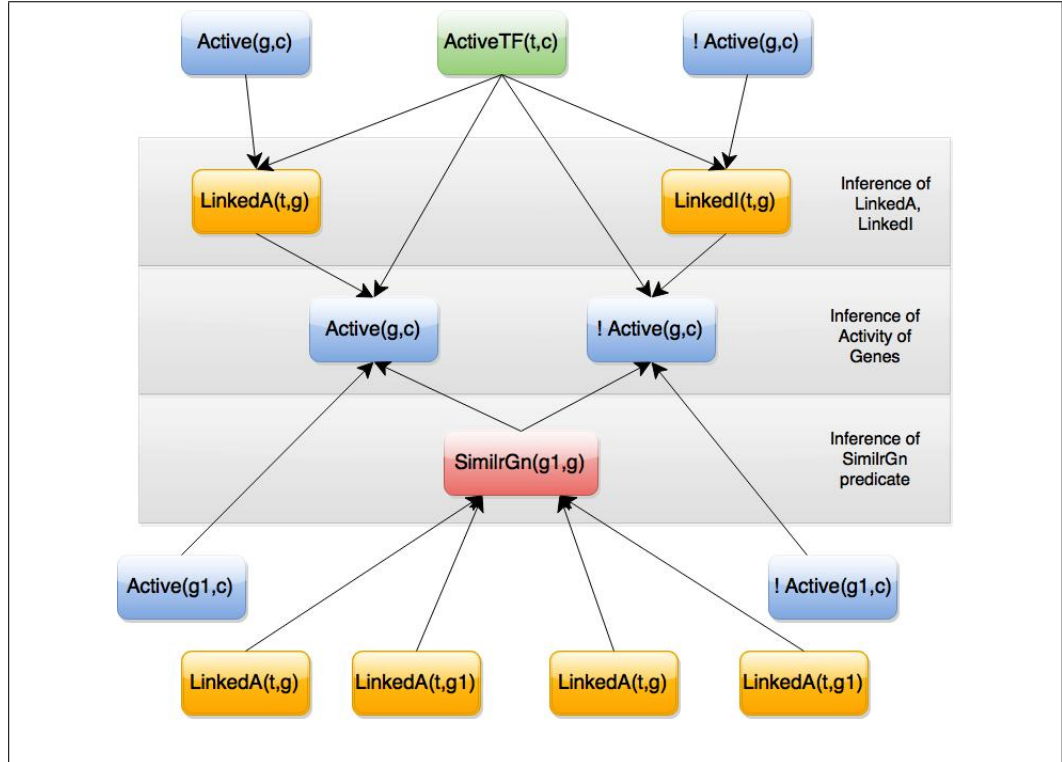 Active(g,c)
ActiveTF(t,c)
! Active(g,c)
LinkedA(t,g)
LinkedI(t,g)
Inference of
LinkedA,
LinkedI
Active(g,c)
! Active(g,c)
Inference of
Activity of
Genes
SimilrGn(g1,g)
Inference of
SimilrGn
predicate
Active(g1,c)
! Active(g1,c)
LinkedA(t,g)
LinkedA(t,g1)
LinkedA(t,g)
LinkedA(t,g1)